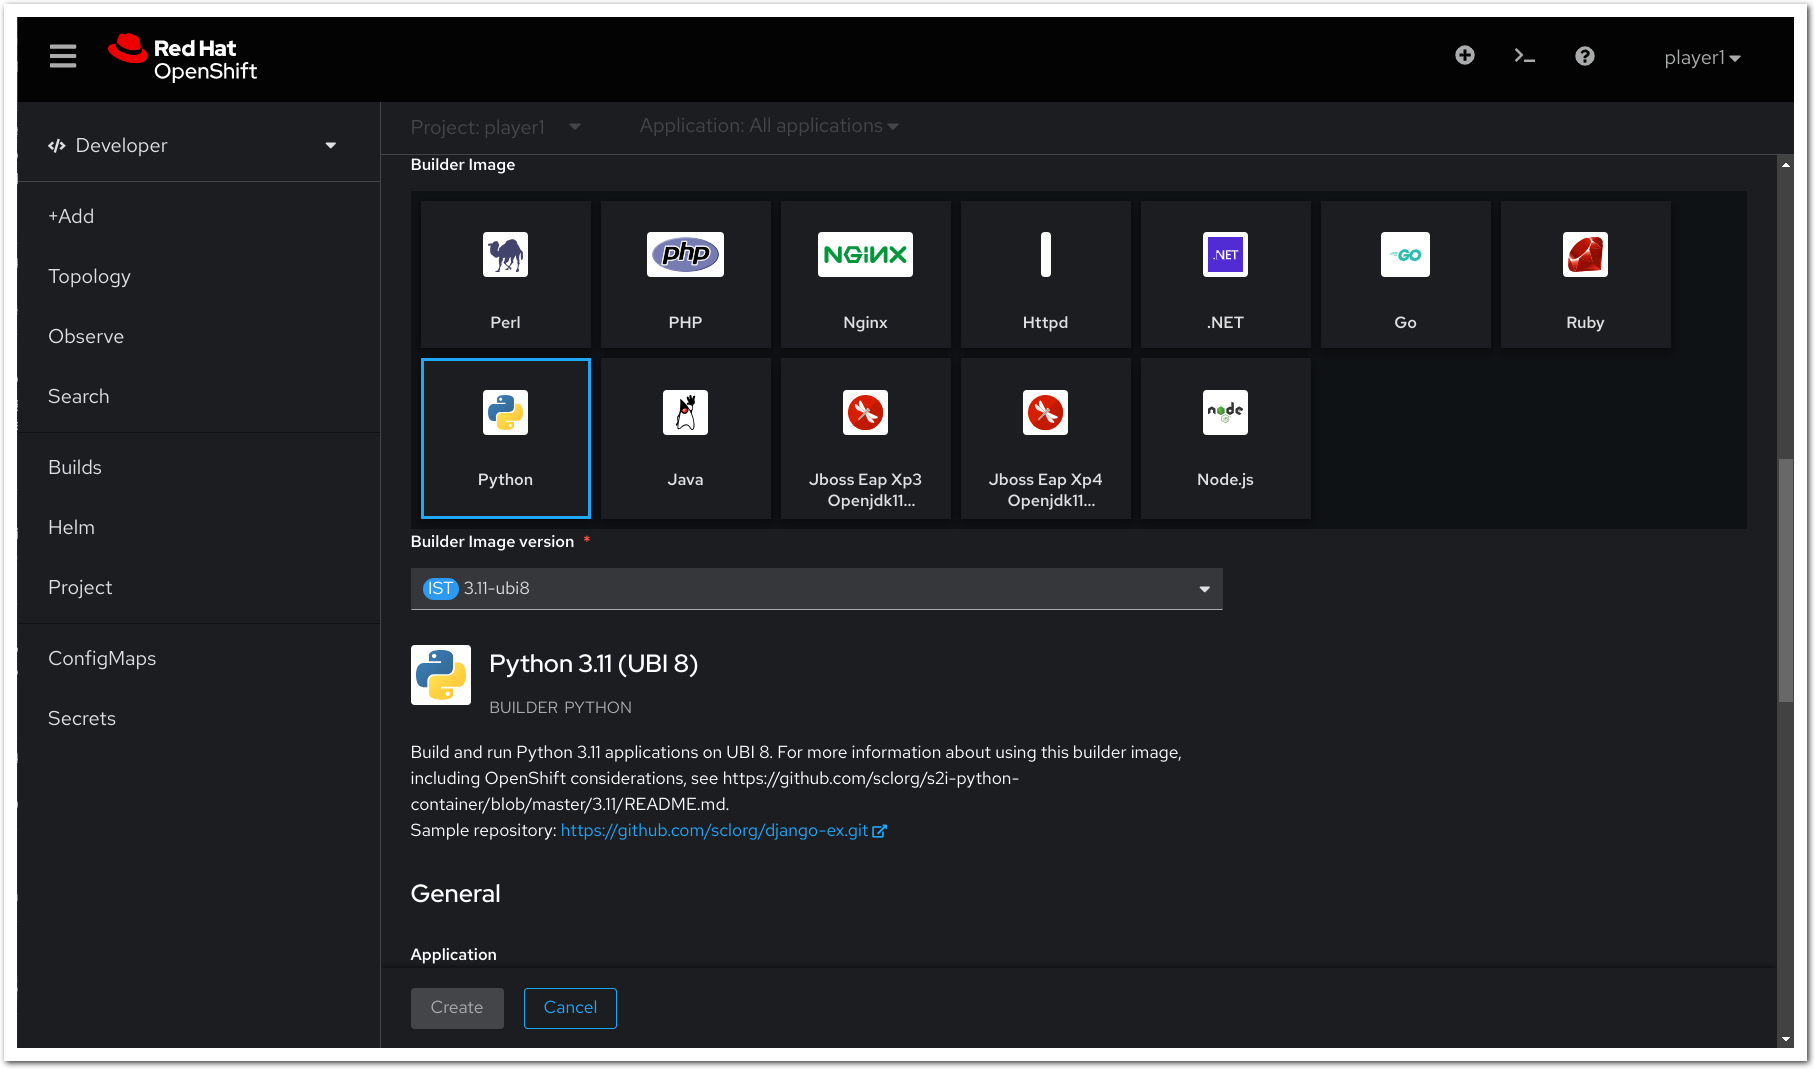 Red Hat
OpenShift
player1
Developer
Project: player1
Application: All applications
+Add
Topology
Observe
Search
Builds
Helm
Project
ConfigMaps
Secrets
Builder Image
php
NGINX
.NET
GO
Perl
PHP
Nginx
Httpd
.NET
Go
Ruby
node
Python
Java
Jboss Eap Xp3
Openjdk11...
Jboss Eap Xp4
Openjdk11...
Node.js
Builder Image version *
IST 3.11-ubi8
Python 3.11 (UBI 8)
BUILDER PYTHON
Build and run Python 3.11 applications on UBI 8. For more information about using this builder image,
including OpenShift considerations, see https://github.com/sclorg/s2i-python-
container/blob/master/3.11/README.md.
Sample repository: https://github.com/sclorg/django-ex.git
General
Application
Create
Cancel